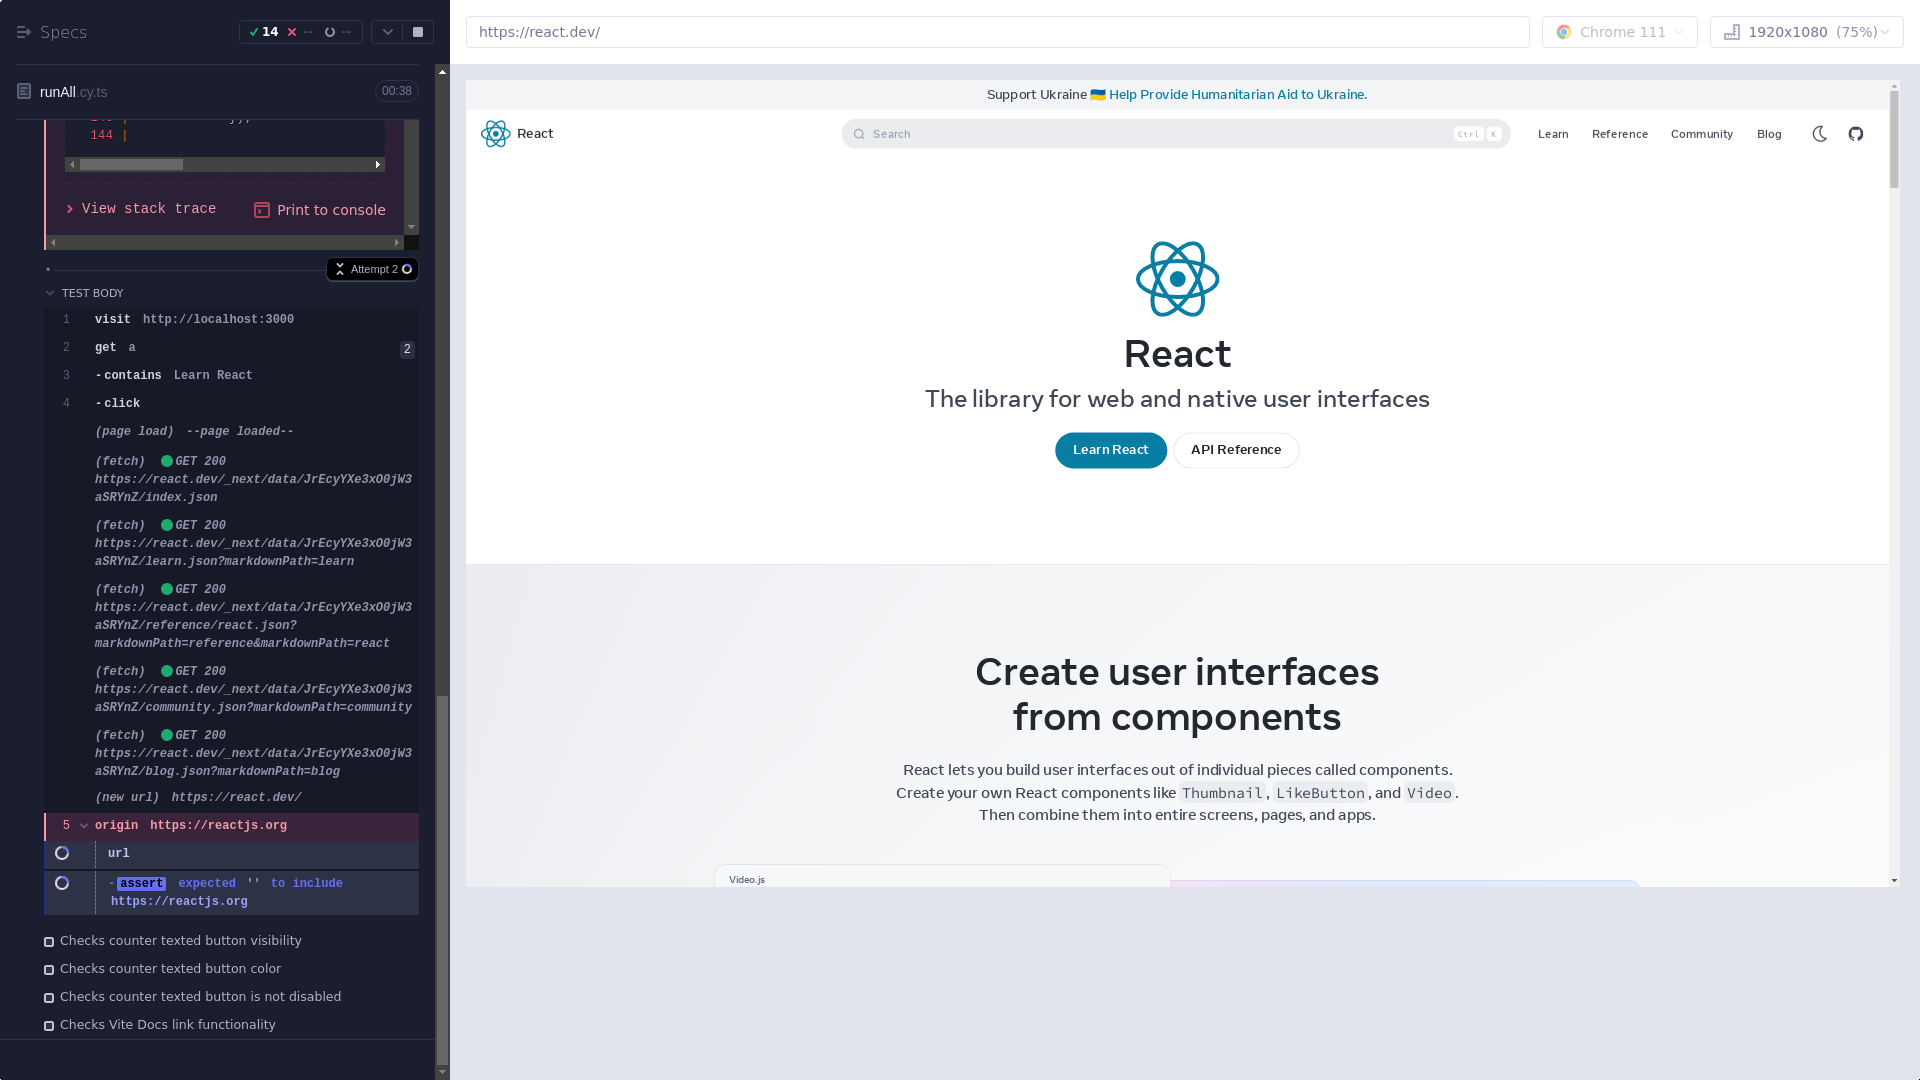 Specs
14
--
--
runAll.cy.ts
00:38
144 |
View stack trace
Print to console
Attempt 2
TEST BODY
1 visit http://localhost:3000
2 get a 2
3 -contains Learn React
4 -click
(page load) --page loaded--
(fetch) GET 200
https://react.dev/_next/data/JrEcyYXe3xO0jW3
aSRYnZ/index.json
(fetch) GET 200
https://react.dev/_next/data/JrEcyYXe3xO0jW3
aSRYnZ/learn.json?markdownPath=learn
(fetch) GET 200
https://react.dev/_next/data/JrEcyYXe3xO0jW3
aSRYnZ/reference/react.json?
markdownPath=reference&markdownPath=react
(fetch) GET 200
https://react.dev/_next/data/JrEcyYXe3xO0jW3
aSRYnZ/community.json?markdownPath=community
(fetch) GET 200
https://react.dev/_next/data/JrEcyYXe3xO0jW3
aSRYnZ/blog.json?markdownPath=blog
(new url) https://react.dev/
5 origin https://reactjs.org
url
-assert expected '' to include
https://reactjs.org
Checks counter texted button visibility
Checks counter texted button color
Checks counter texted button is not disabled
Checks Vite Docs link functionality
https://react.dev/
Chrome 111
1920x1080 (75%)
Support Ukraine 🇺🇦 Help Provide Humanitarian Aid to Ukraine.
React
Search
Ctrl K
Learn
Reference
Community
Blog
React
The library for web and native user interfaces
Learn React
API Reference
Create user interfaces
from components
React lets you build user interfaces out of individual pieces called components.
Create your own React components like Thumbnail, LikeButton, and Video.
Then combine them into entire screens, pages, and apps.
Video.js